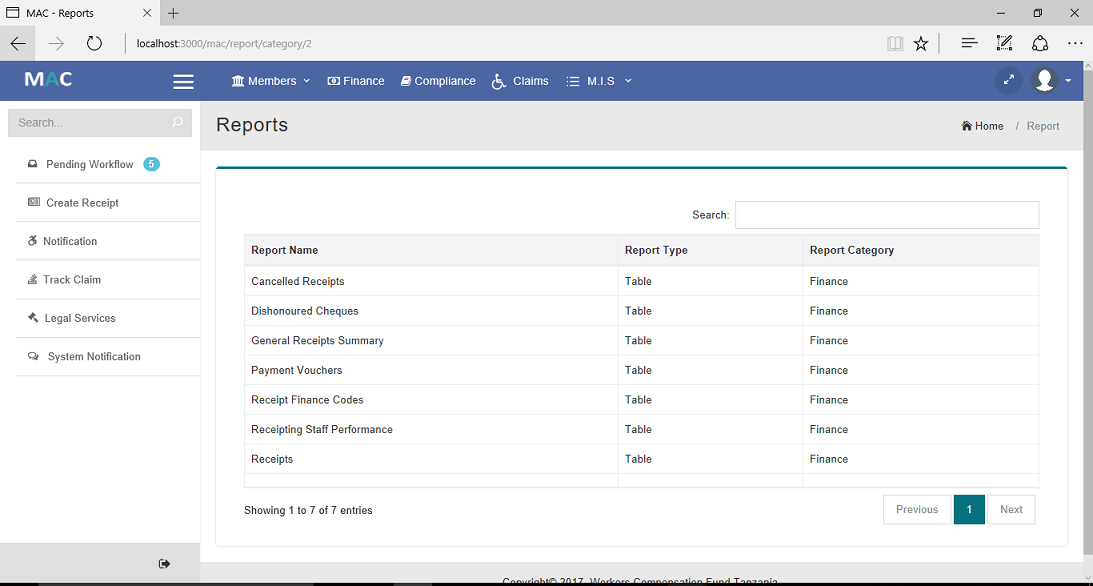 MAC - Reports
localhost:3000/mac/report/category/2
MAC
Members
Finance
Compliance
Claims
M.I.S
Search...
Reports
Home / Report
Pending Workflow 5
Create Receipt
Notification
Track Claim
Legal Services
System Notification
Search:
Report Name Report Type Report Category
Cancelled Receipts Table Finance
Dishonoured Cheques Table Finance
General Receipts Summary Table Finance
Payment Vouchers Table Finance
Receipt Finance Codes Table Finance
Receipting Staff Performance Table Finance
Receipts Table Finance
Showing 1 to 7 of 7 entries
Previous 1 Next
Copyright© 2017 Workers Compensation Fund Tanzania